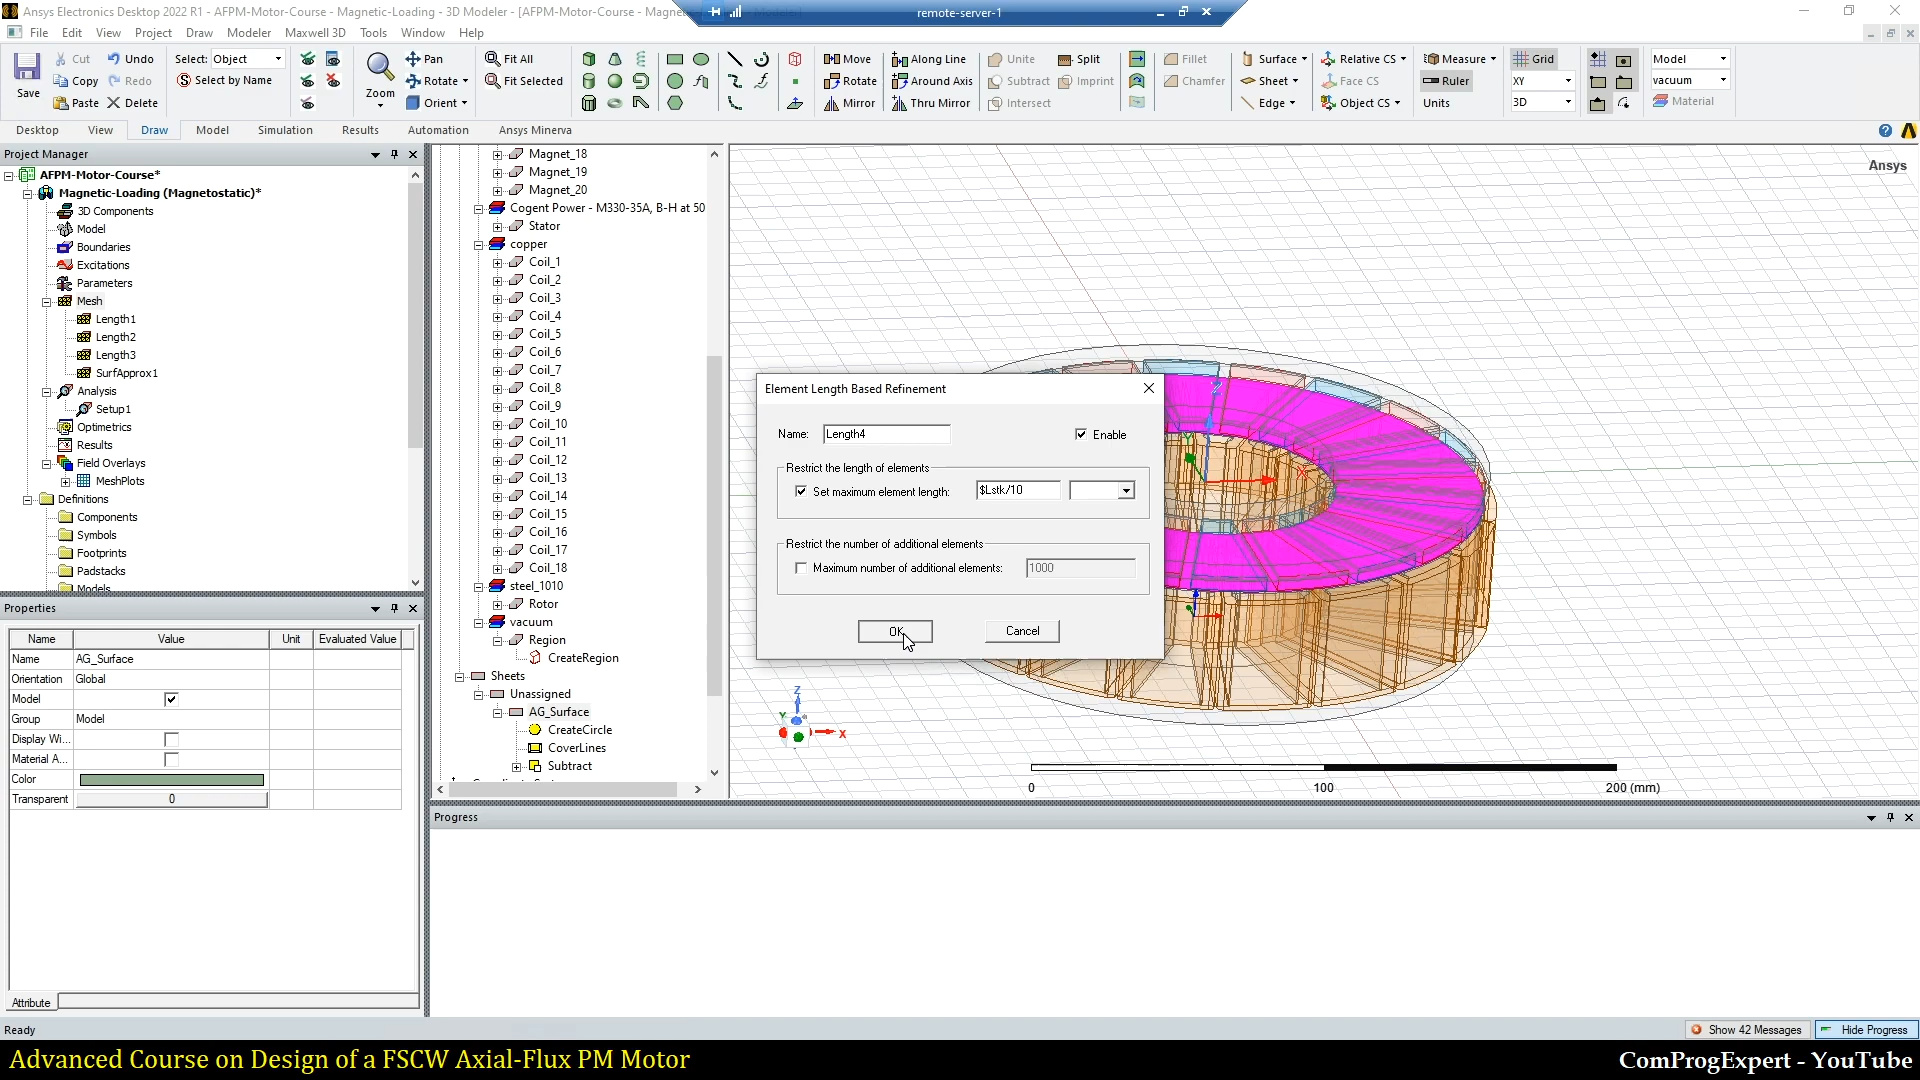 Ansys Electronics Desktop 2022 R1 - AFPM-Motor-Course - Magnetic-Loading - 3D Modeler - [AFPM-Motor-Course - Magne
remote-server-1
File Edit View Project Draw Modeler Maxwell 3D Tools Window Help
Save
Cut Undo
Copy Redo
Paste Delete
Select: Object
Select by Name
Zoom
Pan
Rotate
Orient
Fit All
Fit Selected
Move Along Line
Rotate Around Axis
Mirror Thru Mirror
Unite Split
Subtract Imprint
Intersect
Fillet
Chamfer
Surface
Sheet
Edge
Relative CS
Face CS
Object CS
Measure
Ruler
Units
Grid
XY
3D
Model
vacuum
Material
Desktop View Draw Model Simulation Results Automation Ansys Minerva
Project Manager
AFPM-Motor-Course*
Magnetic-Loading (Magnetostatic)*
3D Components
Model
Boundaries
Excitations
Parameters
Mesh
Length1
Length2
Length3
SurfApprox1
Analysis
Setup1
Optimetrics
Results
Field Overlays
MeshPlots
Definitions
Components
Symbols
Footprints
Padstacks
Models
Properties
Name Value Unit Evaluated Value
Name AG_Surface
Orientation Global
Model
Group Model
Display Wi...
Material A...
Color
Transparent 0
Attribute
Magnet_18
Magnet_19
Magnet_20
Cogent Power - M330-35A, B-H at 50
Stator
copper
Coil_1
Coil_2
Coil_3
Coil_4
Coil_5
Coil_6
Coil_7
Coil_8
Coil_9
Coil_10
Coil_11
Coil_12
Coil_13
Coil_14
Coil_15
Coil_16
Coil_17
Coil_18
steel_1010
Rotor
vacuum
Region
CreateRegion
Sheets
Unassigned
AG_Surface
CreateCircle
CoverLines
Subtract
Ansys
Element Length Based Refinement
Name: Length4
Enable
Restrict the length of elements
Set maximum element length: $Lstk/10
Restrict the number of additional elements
Maximum number of additional elements: 1000
OK Cancel
Z
Y
X
Z
Y
X
0 100 200 (mm)
Progress
Ready
Show 42 Messages
Hide Progress
Advanced Course on Design of a FSCW Axial-Flux PM Motor
ComProgExpert - YouTube